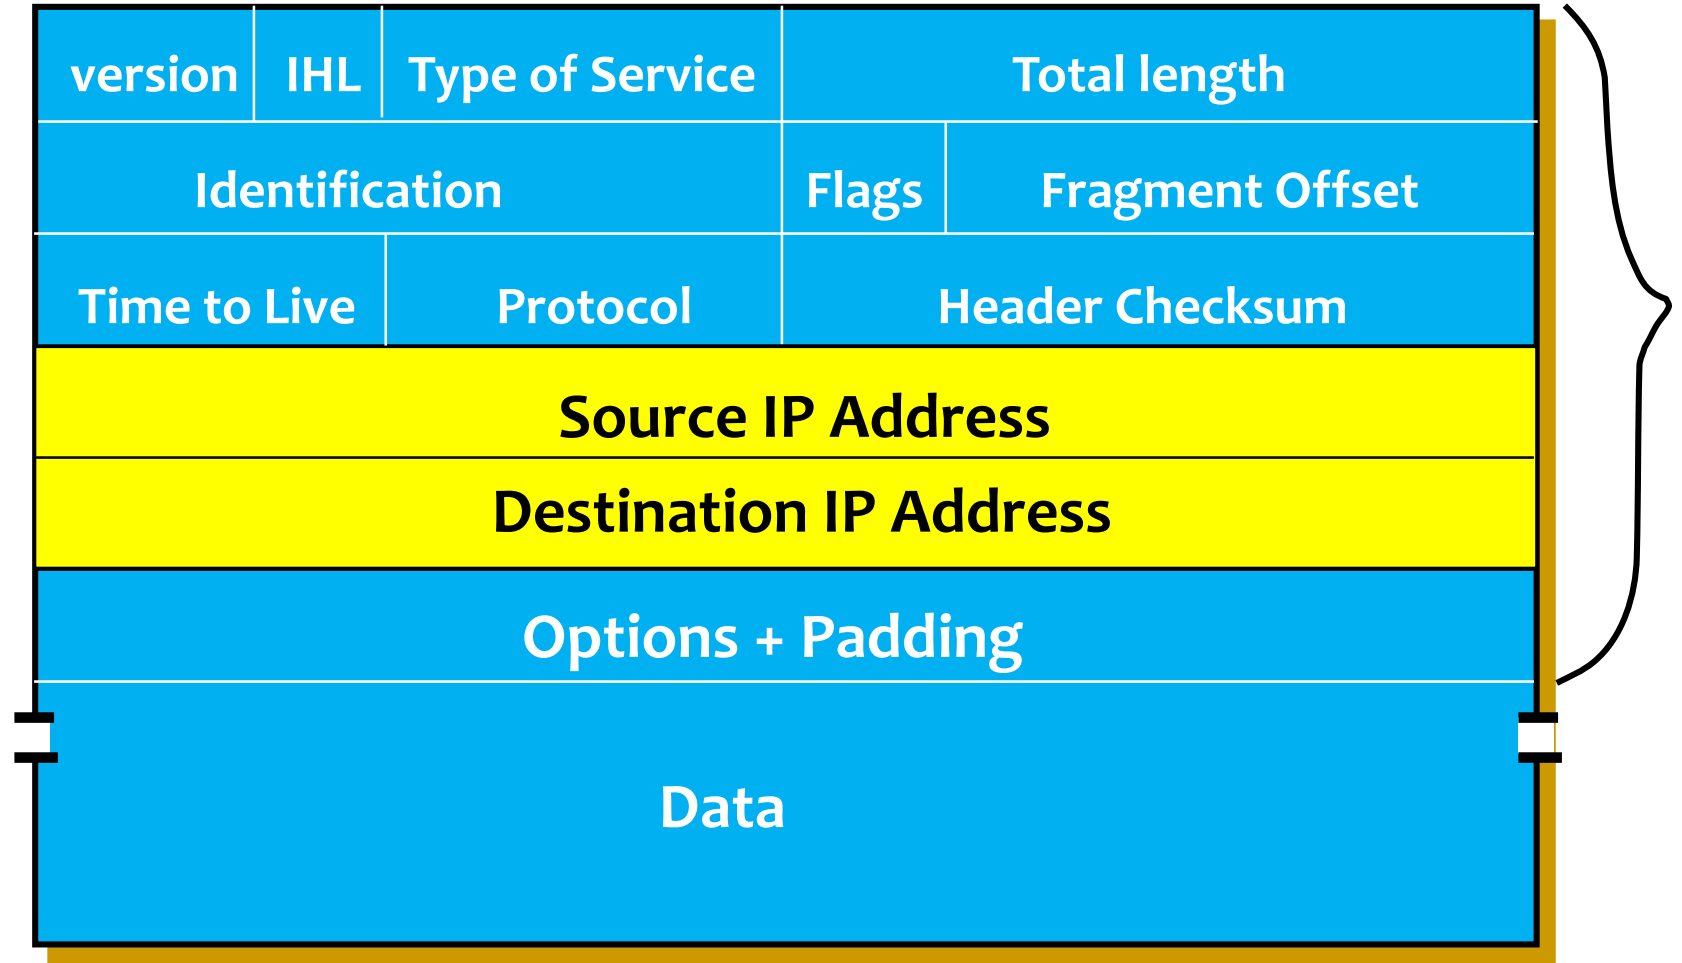 version IHL Type of Service Total length
Identification Flags Fragment Offset
Time to Live Protocol Header Checksum
Source IP Address
Destination IP Address
Options + Padding
Data